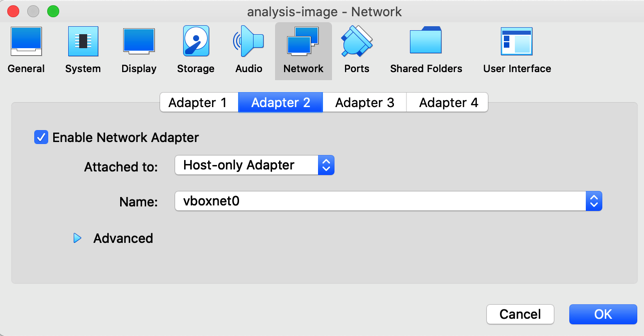 analysis-image - Network
General System Display Storage Audio Network Ports Shared Folders User Interface
Adapter 1 Adapter 2 Adapter 3 Adapter 4
Enable Network Adapter
Attached to: Host-only Adapter
Name: vboxnet0
Advanced
Cancel OK